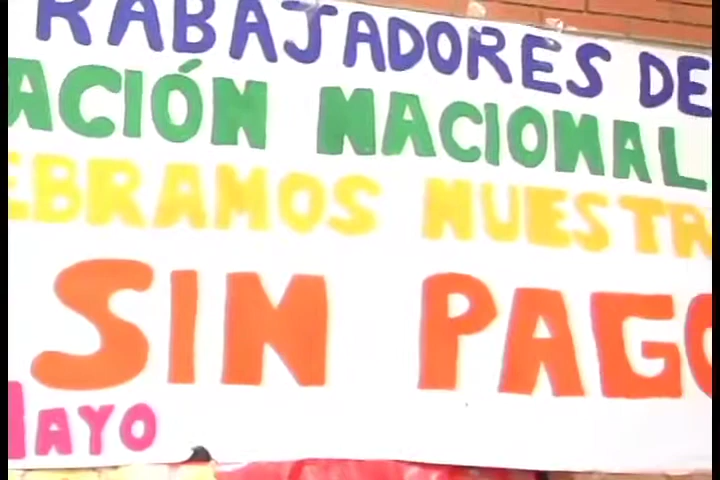 RABAJADORES DE
ACIÓN NACIONAL
EBRAMOS NUESTR
SIN PAGO
MAYO